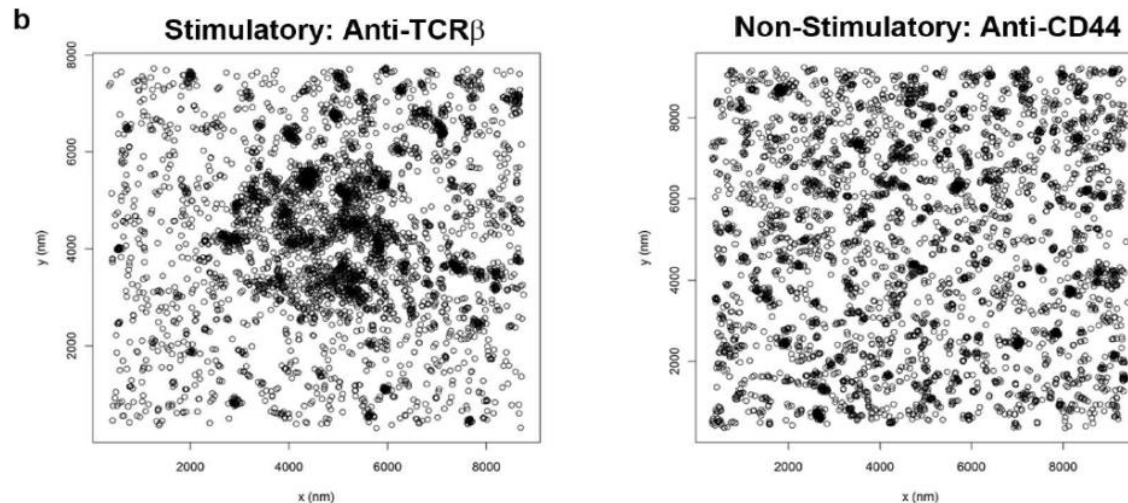 b
Stimulatory: Anti-TCRβ
8000
6000
4000
2000
y (nm)
2000 4000 6000 8000
x (nm)
Non-Stimulatory: Anti-CD44
8000
6000
4000
2000
y (nm)
2000 4000 6000 8000
x (nm)